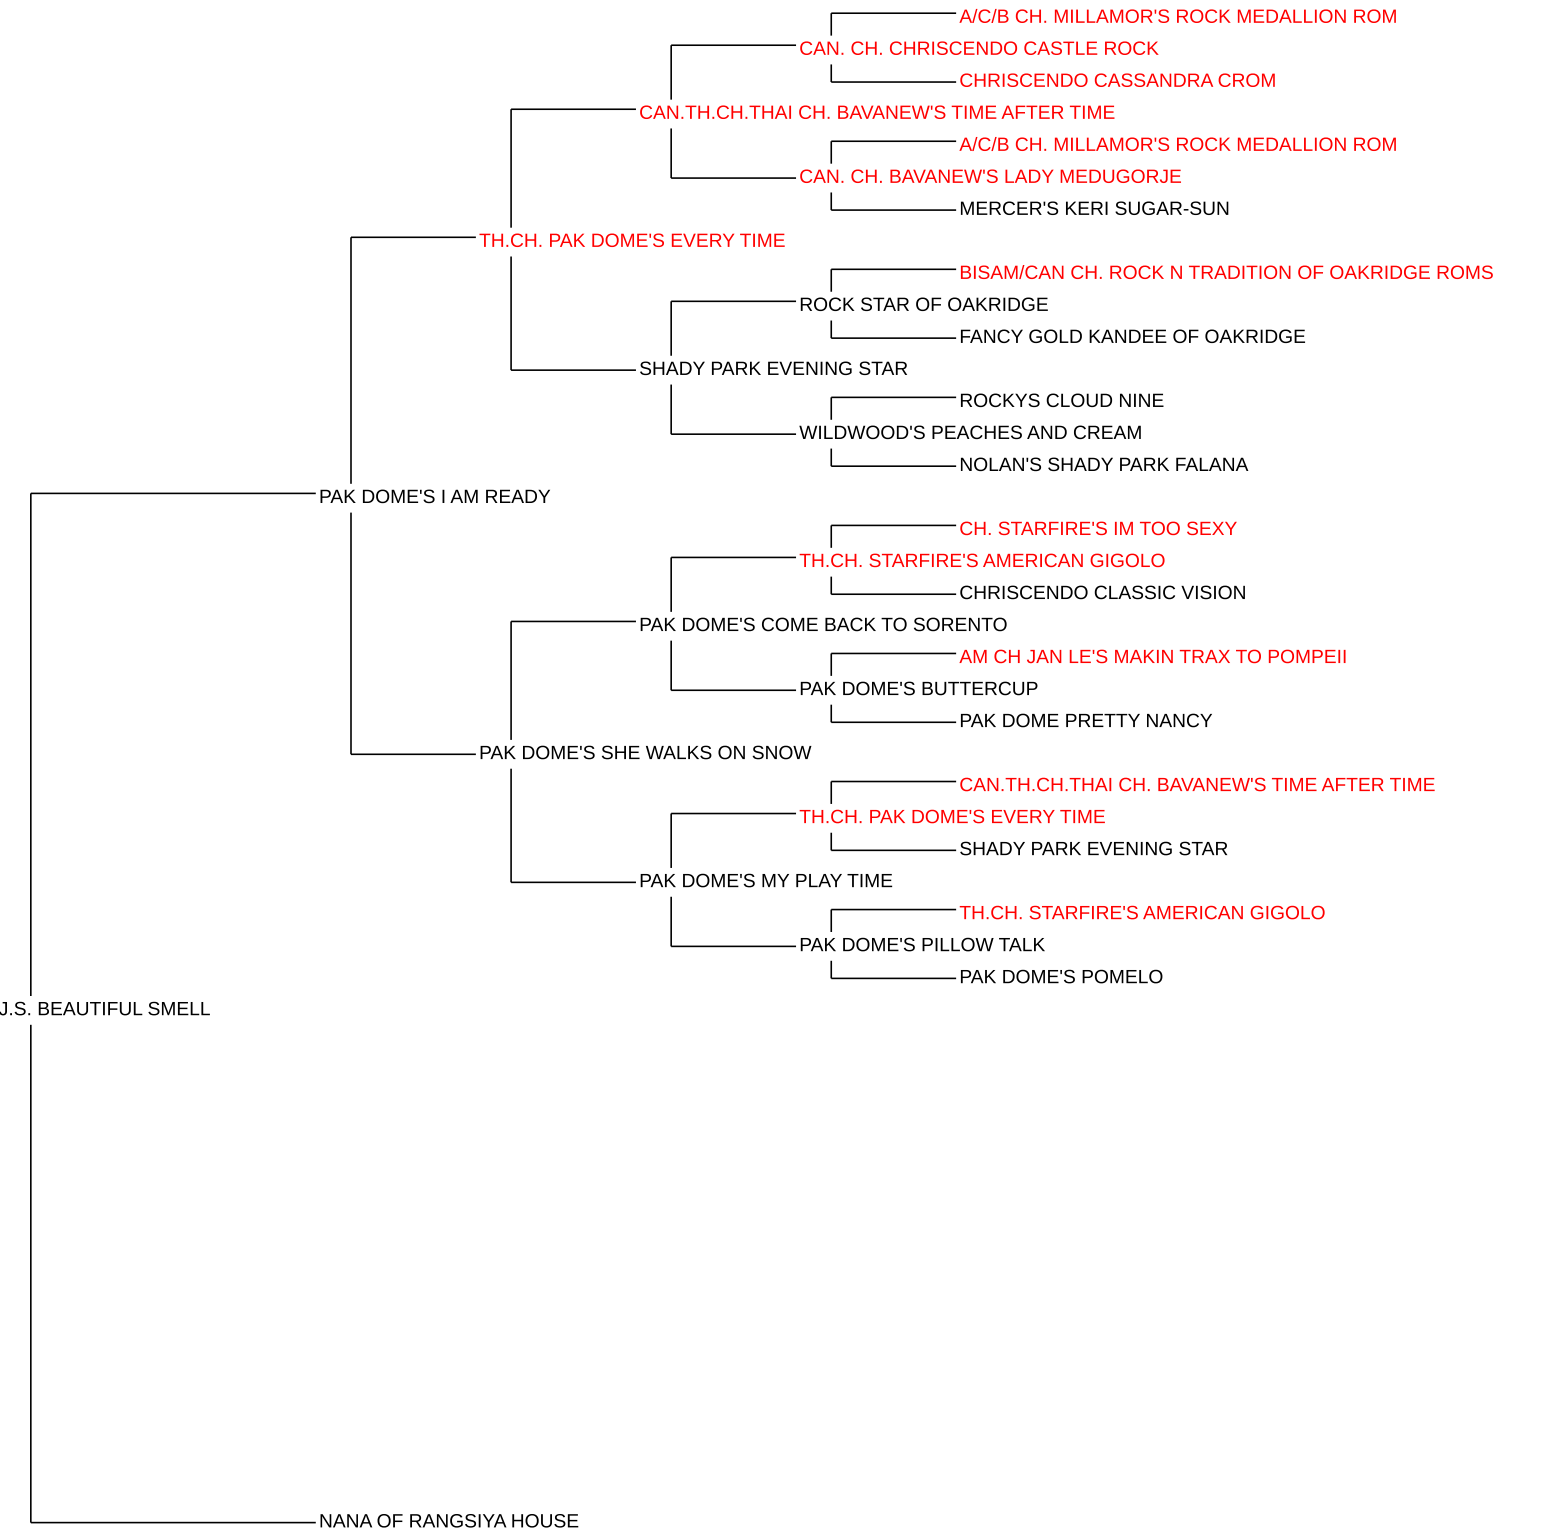 A/C/B CH. MILLAMOR'S ROCK MEDALLION ROM
CAN. CH. CHRISCENDO CASTLE ROCK
CHRISCENDO CASSANDRA CROM
CAN.TH.CH.THAI CH. BAVANEW'S TIME AFTER TIME
A/C/B CH. MILLAMOR'S ROCK MEDALLION ROM
CAN. CH. BAVANEW'S LADY MEDUGORJE
MERCER'S KERI SUGAR-SUN
TH.CH. PAK DOME'S EVERY TIME
BISAM/CAN CH. ROCK N TRADITION OF OAKRIDGE ROMS
ROCK STAR OF OAKRIDGE
FANCY GOLD KANDEE OF OAKRIDGE
SHADY PARK EVENING STAR
ROCKYS CLOUD NINE
WILDWOOD'S PEACHES AND CREAM
NOLAN'S SHADY PARK FALANA
PAK DOME'S I AM READY
CH. STARFIRE'S IM TOO SEXY
TH.CH. STARFIRE'S AMERICAN GIGOLO
CHRISCENDO CLASSIC VISION
PAK DOME'S COME BACK TO SORENTO
AM CH JAN LE'S MAKIN TRAX TO POMPEII
PAK DOME'S BUTTERCUP
PAK DOME PRETTY NANCY
PAK DOME'S SHE WALKS ON SNOW
CAN.TH.CH.THAI CH. BAVANEW'S TIME AFTER TIME
TH.CH. PAK DOME'S EVERY TIME
SHADY PARK EVENING STAR
PAK DOME'S MY PLAY TIME
TH.CH. STARFIRE'S AMERICAN GIGOLO
PAK DOME'S PILLOW TALK
PAK DOME'S POMELO
J.S. BEAUTIFUL SMELL
NANA OF RANGSIYA HOUSE